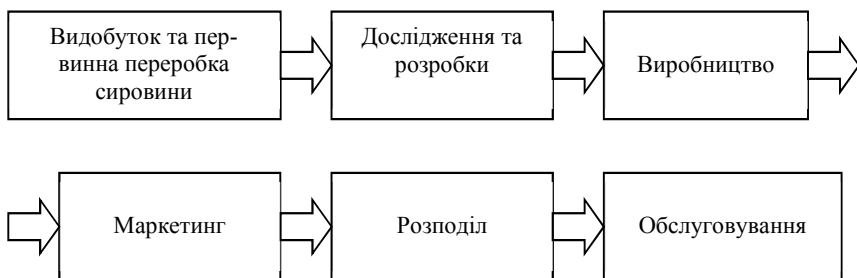 Видобуток та пер-
винна переробка
сировини
Дослідження та
розробки
Виробництво
Маркетинг
Розподіл
Обслуговування